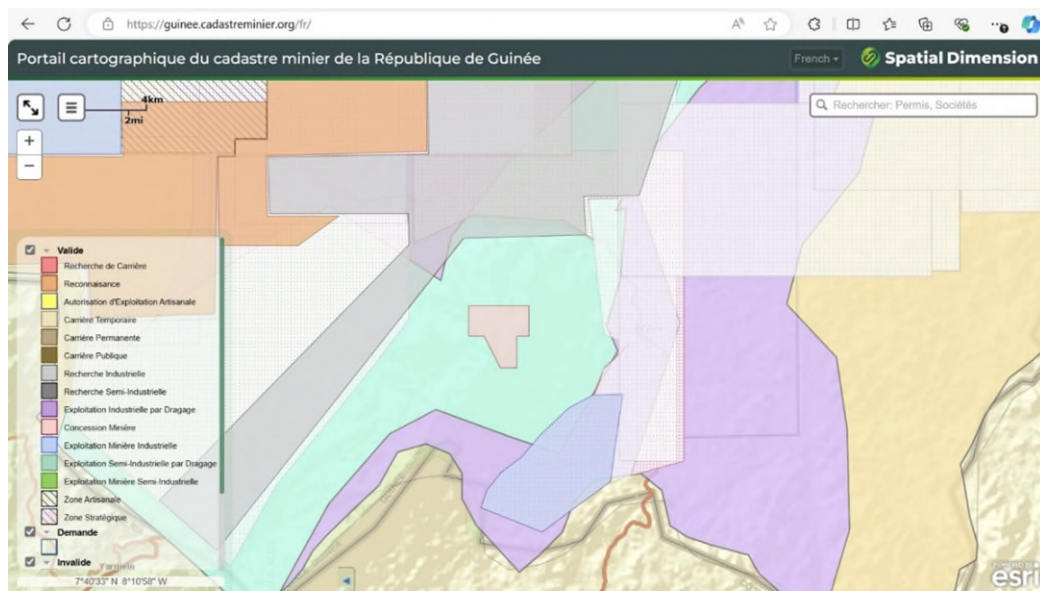 https://guinee.cadastreminier.org/fr/
Portail cartographique du cadastre minier de la République de Guinée
French
Spatial Dimension
4km
2mi
Rechercher: Permis, Sociétés
+
−
Valide
Recherche de Carrière
Reconnaisance
Autorisation d'Exploitation Artisanale
Carrière Temporaire
Carrière Permanente
Carrière Publique
Recherche Industrielle
Recherche Semi-Industrielle
Exploitation Industrielle par Dragage
Concession Minière
Exploitation Minière Industrielle
Exploitation Semi-Industrielle par Dragage
Exploitation Minière Semi-Industrielle
Zone Artisanale
Zone Stratégique
Demande
Invalide
7°40'33" N 8°10'58" W
POWERED BY
esri